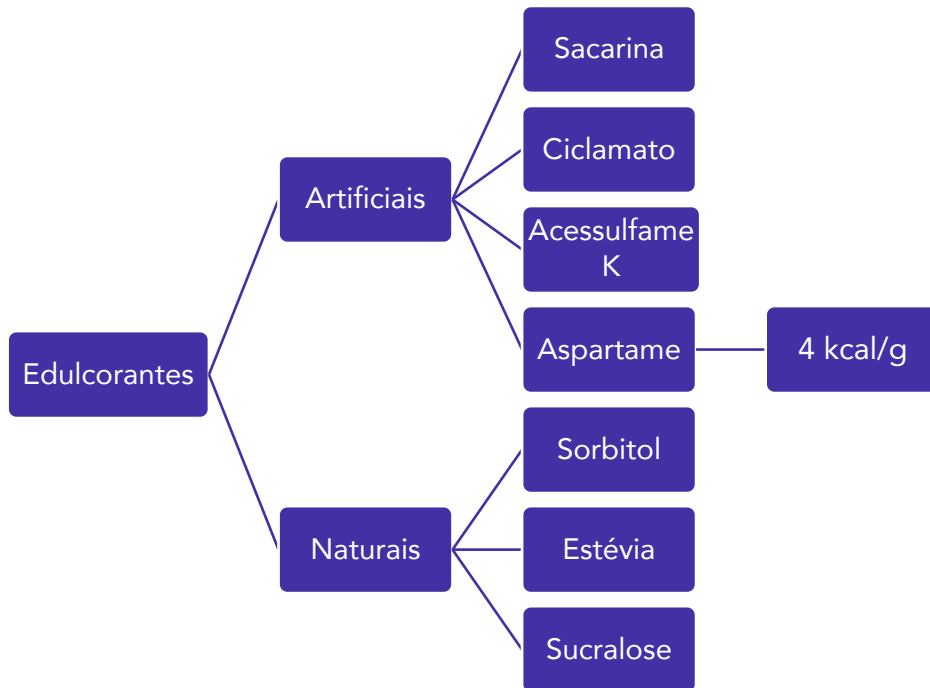 Edulcorantes
Artificiais
Sacarina
Ciclamato
Acessulfame
K
Aspartame
4 kcal/g
Naturais
Sorbitol
Estévia
Sucralose